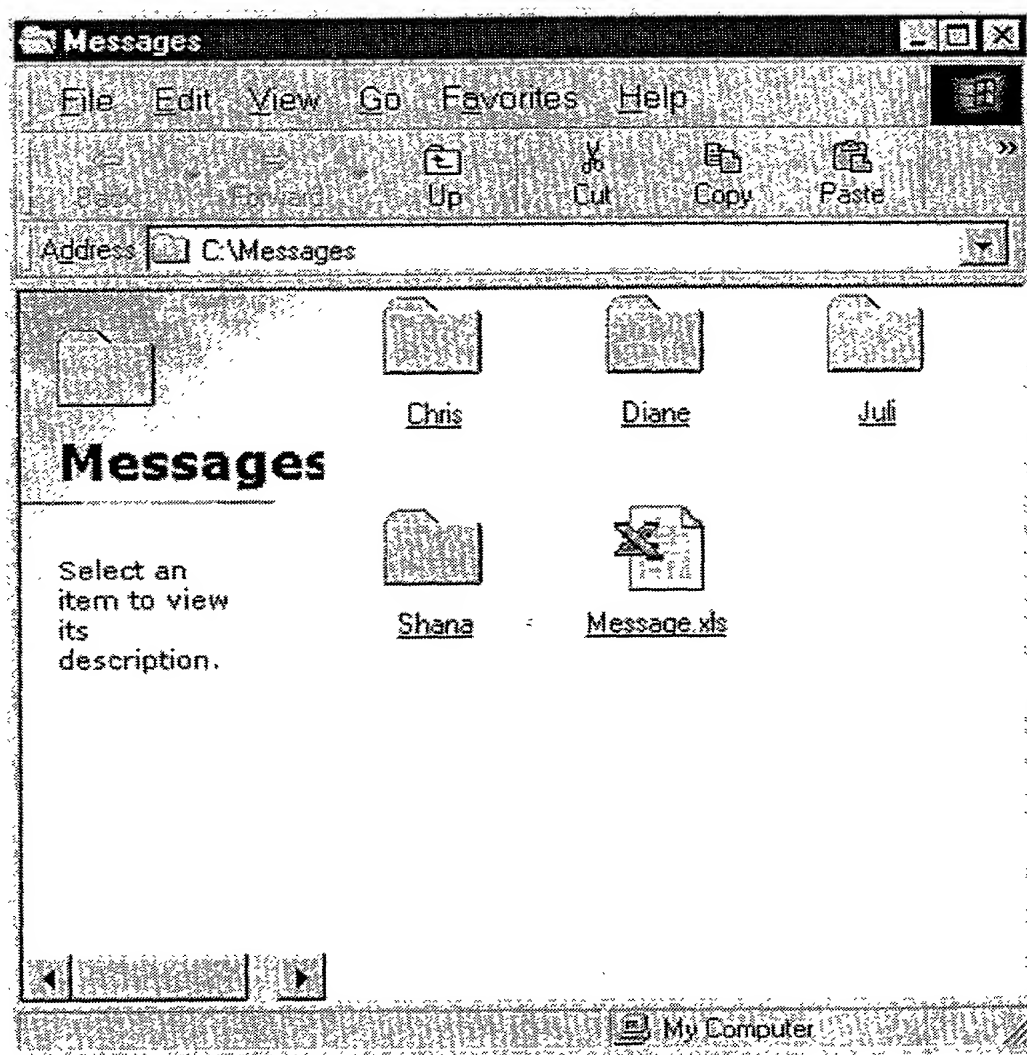 Messages
File Edit View Go Favorites Help
Back Forward Up Cut Copy Paste »
Address C:\Messages
Chris Diane Juli
Messages
Select an
item to view
its
description.
Shana Message.xls
My Computer